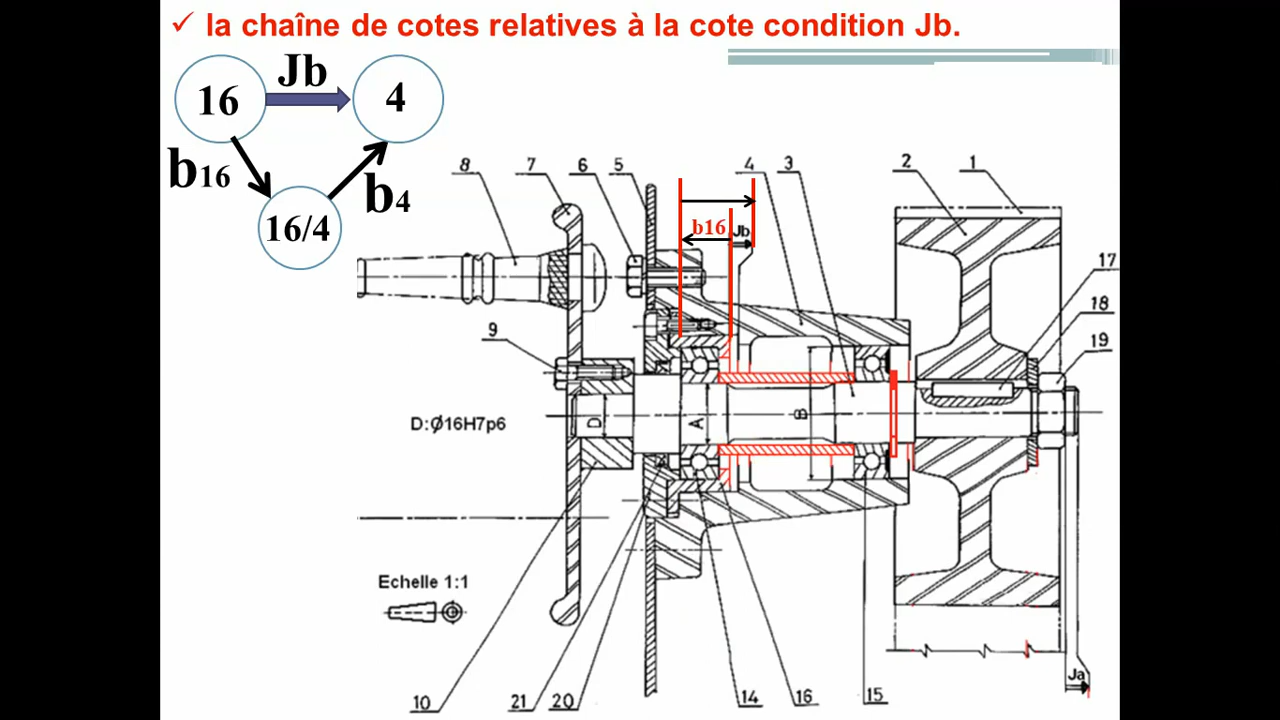 ✓ la chaîne de cotes relatives à la cote condition Jb.
16 Jb 4
b16 b4
16/4
8 7 6 5 4 3 2 1
b16 Jb
17
18
19
9
D:Ø16H7p6
D A B
Echelle 1:1
Ja
10 21 20 14 16 15